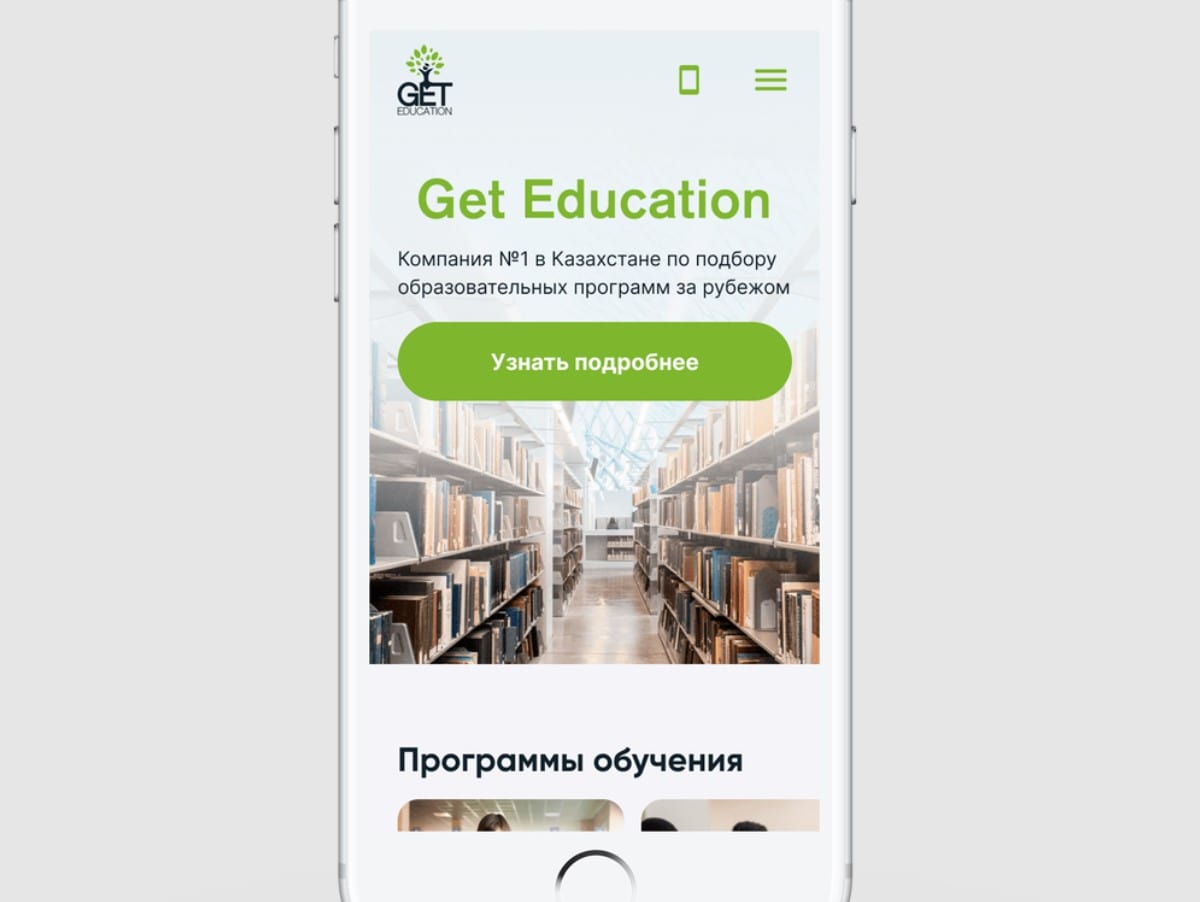 GET
EDUCATION
Get Education
Компания №1 в Казахстане по подбору
образовательных программ за рубежом
Узнать подробнее
Программы обучения